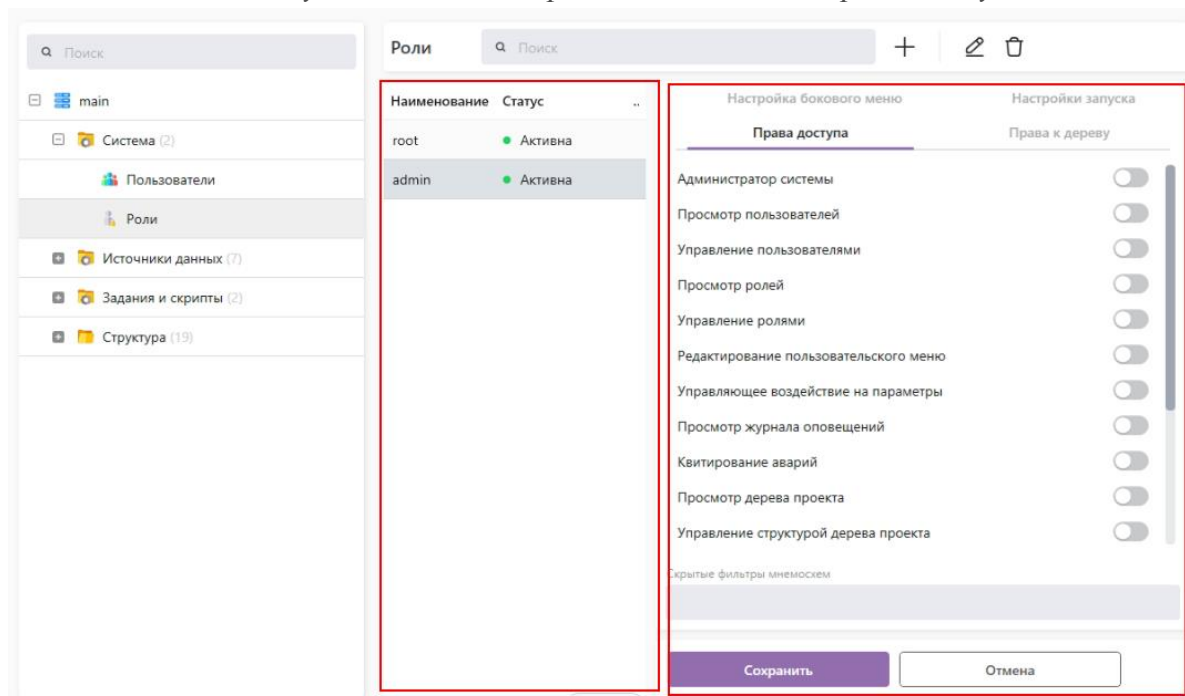 Поиск
main
Система (2)
Пользователи
Роли
Источники данных (7)
Задания и скрипты (2)
Структура (19)
Роли
Поиск
Наименование Статус ..
root Активна
admin Активна
Настройка бокового меню Настройки запуска
Права доступа Права к дереву
Администратор системы
Просмотр пользователей
Управление пользователями
Просмотр ролей
Управление ролями
Редактирование пользовательского меню
Управляющее воздействие на параметры
Просмотр журнала оповещений
Квитирование аварий
Просмотр дерева проекта
Управление структурой дерева проекта
Скрытые фильтры мнемосхем
Сохранить Отмена